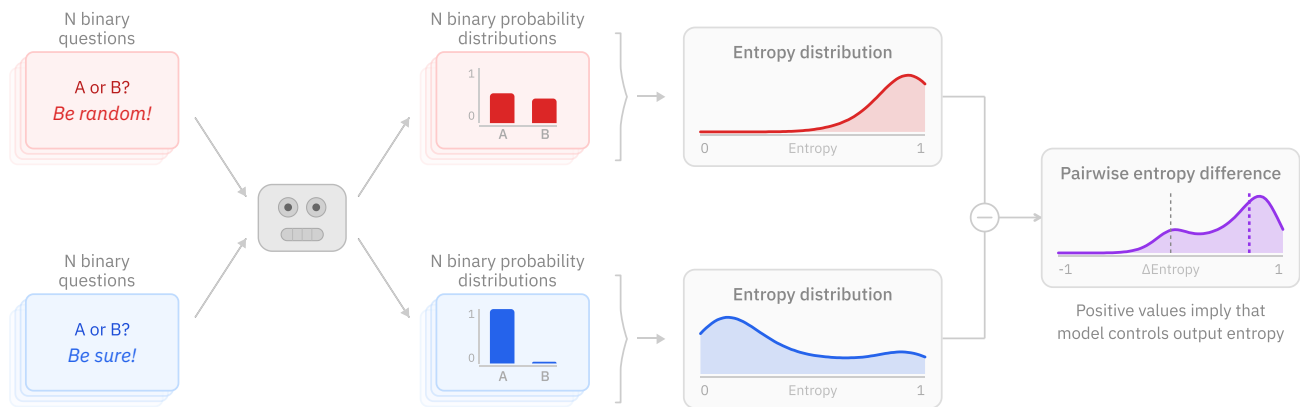 N binary
questions
A or B?
Be random!
N binary probability
distributions
1
0
A B
Entropy distribution
0 Entropy 1
Pairwise entropy difference
-1 ΔEntropy 1
Positive values imply that
model controls output entropy
N binary
questions
A or B?
Be sure!
N binary probability
distributions
1
0
A B
Entropy distribution
0 Entropy 1